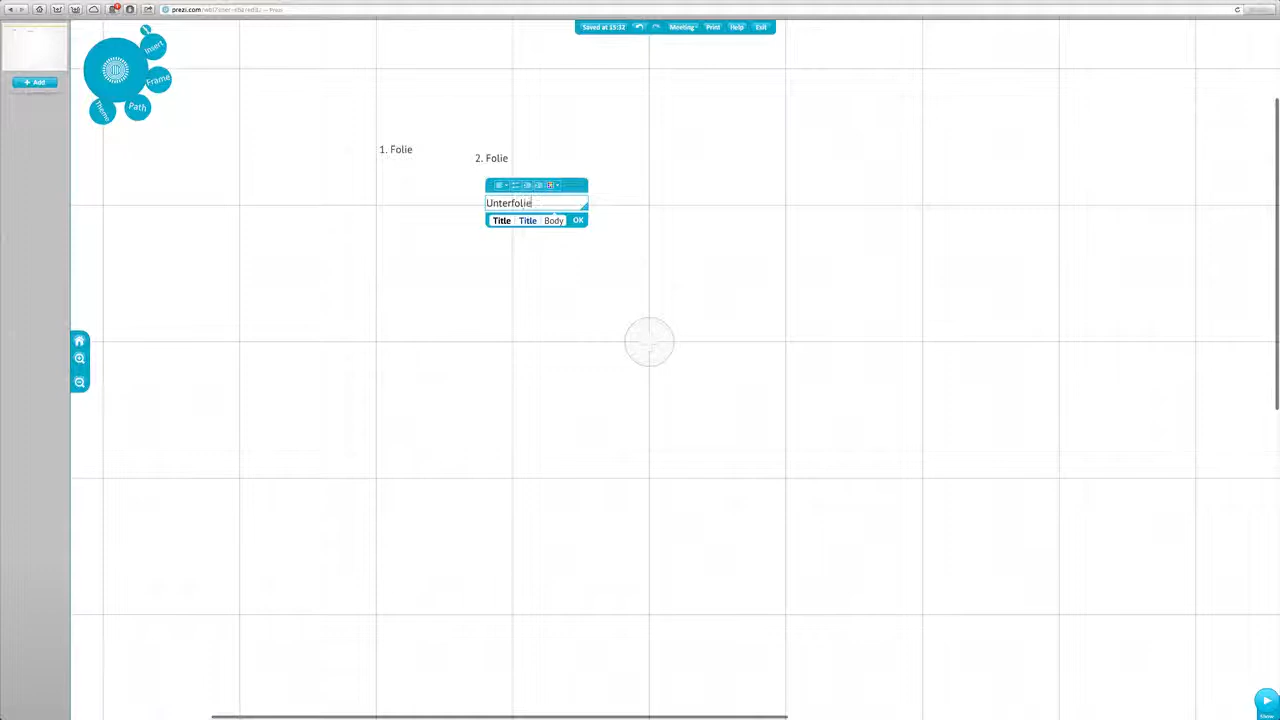 Saved at 15:32 Meeting Print Help Exit
Insert
Frame
Path
Theme
+ Add
1. Folie
2. Folie
Unterfolie
Title Title Body OK
Show